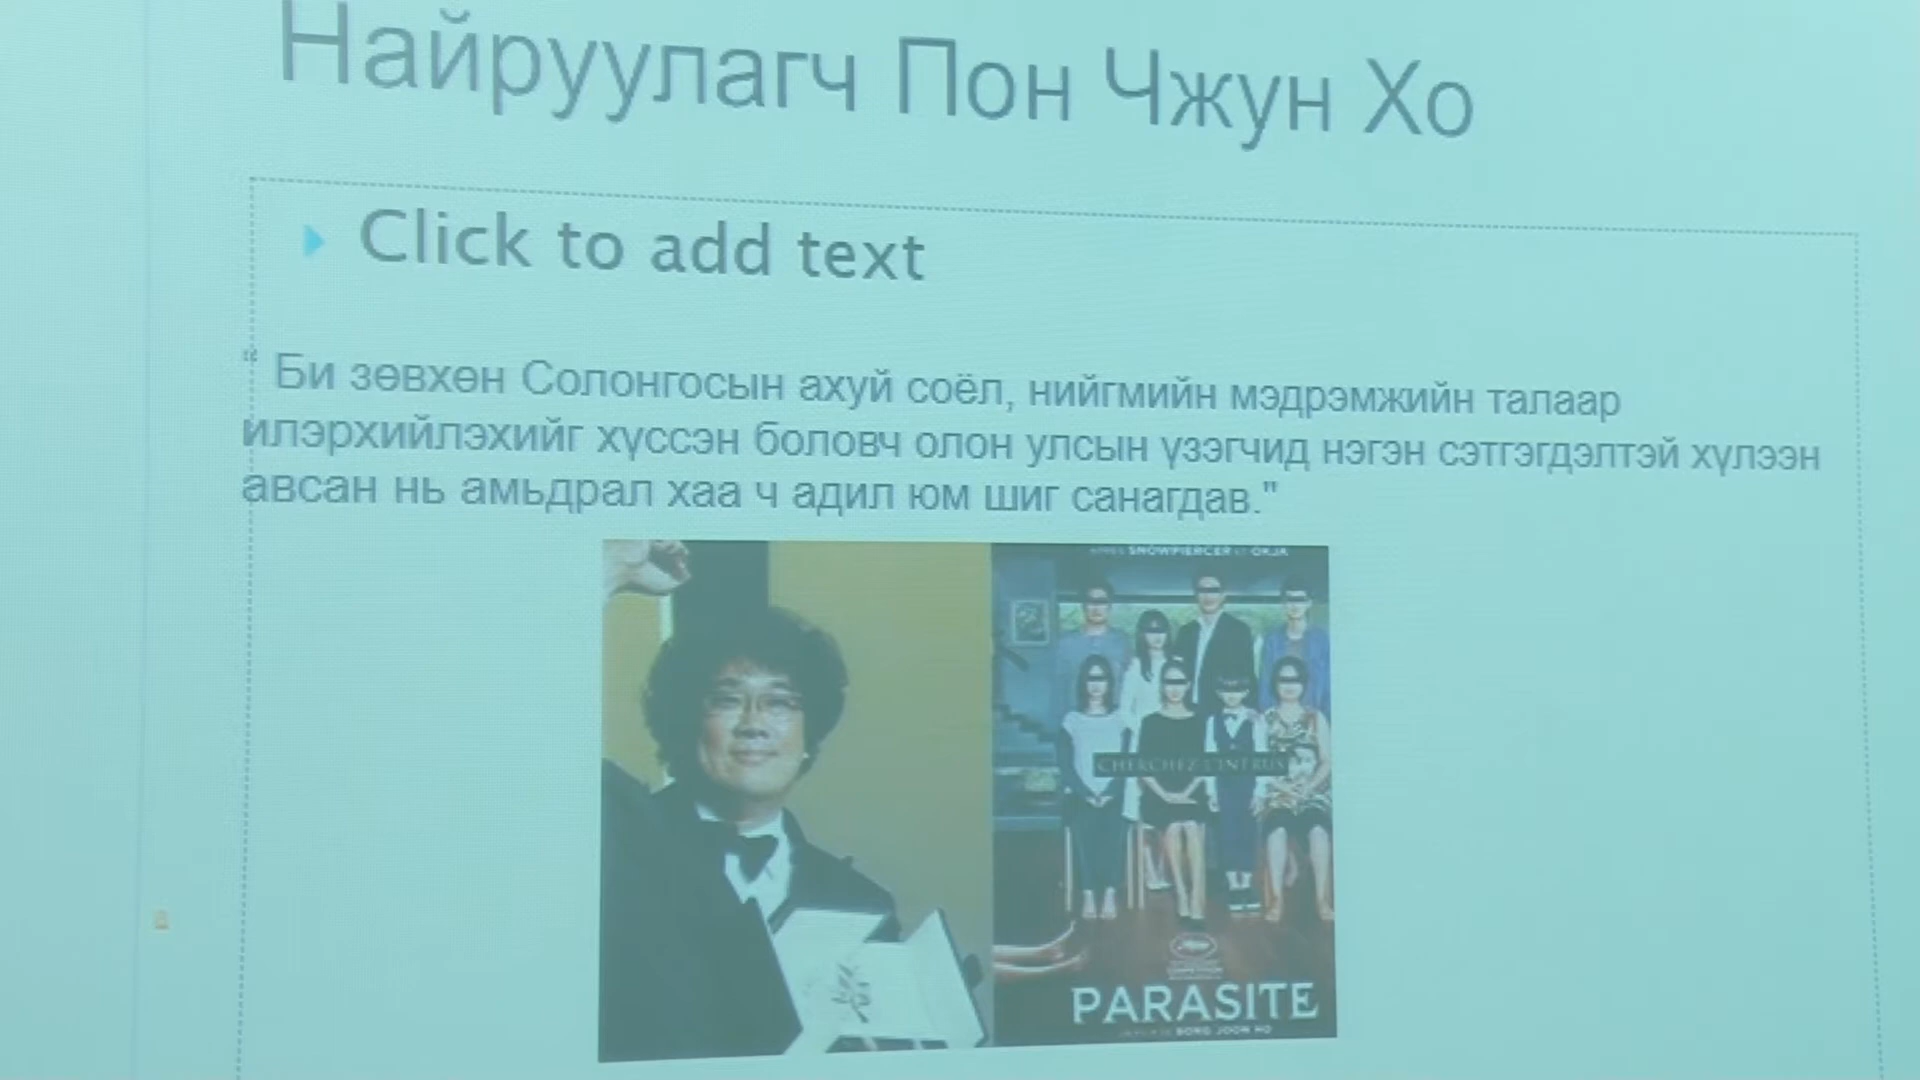 Найруулагч Пон Чжун Хо
Click to add text
“ Би зөвхөн Солонгосын ахуй соёл, нийгмийн мэдрэмжийн талаар
илэрхийлэхийг хүссэн боловч олон улсын үзэгчид нэгэн сэтгэгдэлтэй хүлээн
авсан нь амьдрал хаа ч адил юм шиг санагдав."
SNOWPIERCER ET OKJA
CHERCHEZ L'INTRUS
PARASITE
BONG JOON HO